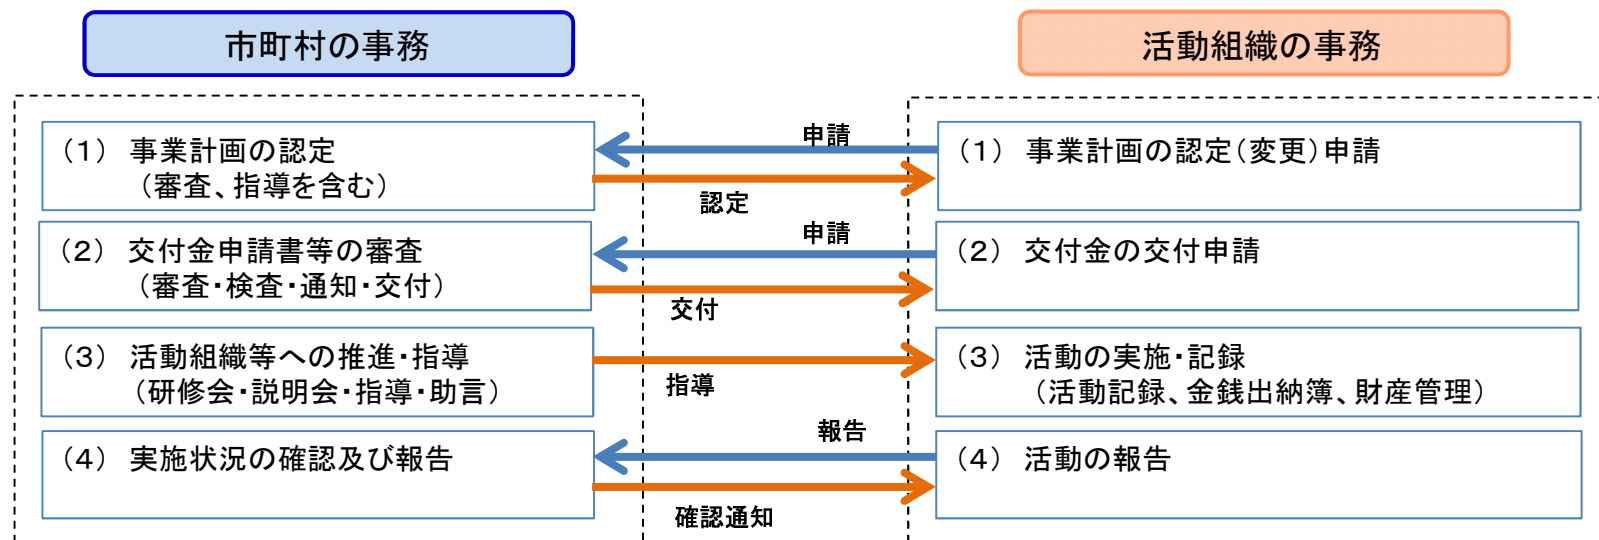 市町村の事務
活動組織の事務
(1) 事業計画の認定
(審査、指導を含む)
申請
認定
(1) 事業計画の認定(変更)申請
(2) 交付金申請書等の審査
(審査・検査・通知・交付)
申請
交付
(2) 交付金の交付申請
(3) 活動組織等への推進・指導
(研修会・説明会・指導・助言)
指導
(3) 活動の実施・記録
(活動記録、金銭出納簿、財産管理)
(4) 実施状況の確認及び報告
報告
確認通知
(4) 活動の報告